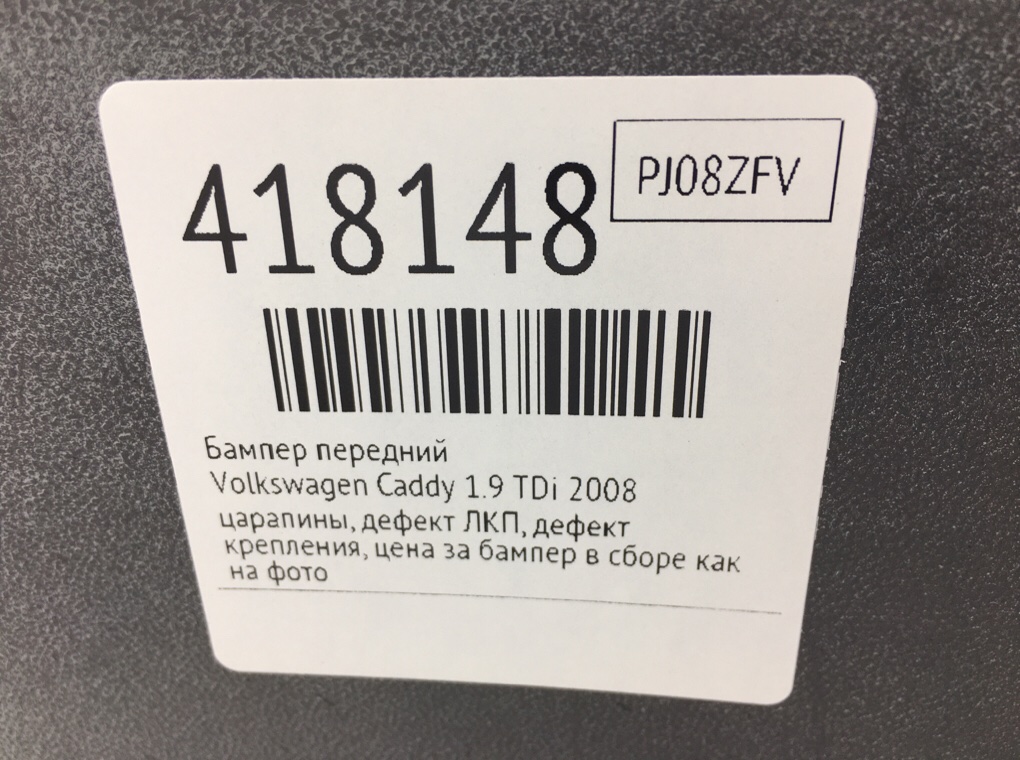 418148
PJ08ZFV
Бампер передний
Volkswagen Caddy 1.9 TDi 2008
царапины, дефект ЛКП, дефект
крепления, цена за бампер в сборе как
на фото